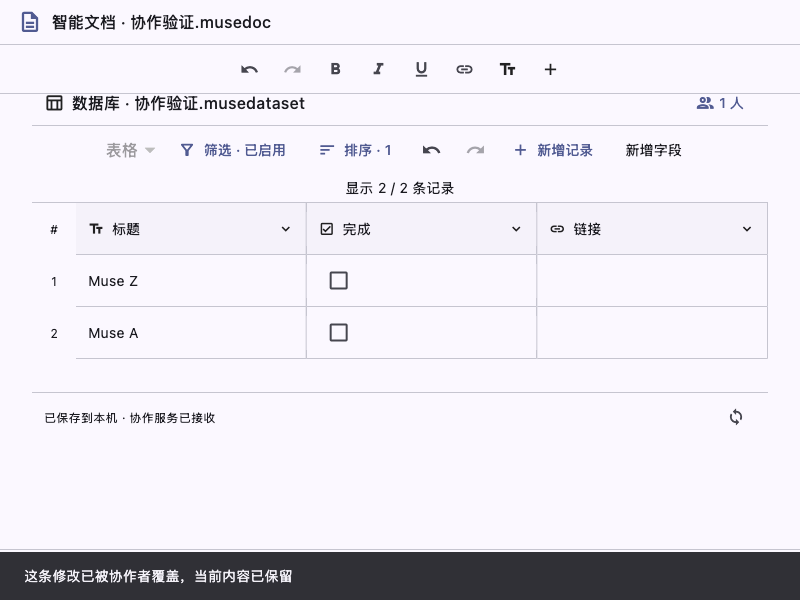 智能文档 · 协作验证.musedoc
B I U Tt +
数据库 · 协作验证.musedataset 1 人
表格 筛选 · 已启用 排序 · 1 新增记录 新增字段
显示 2 / 2 条记录
# Tt 标题 完成 链接
1 Muse Z
2 Muse A
已保存到本机 · 协作服务已接收
这条修改已被协作者覆盖，当前内容已保留